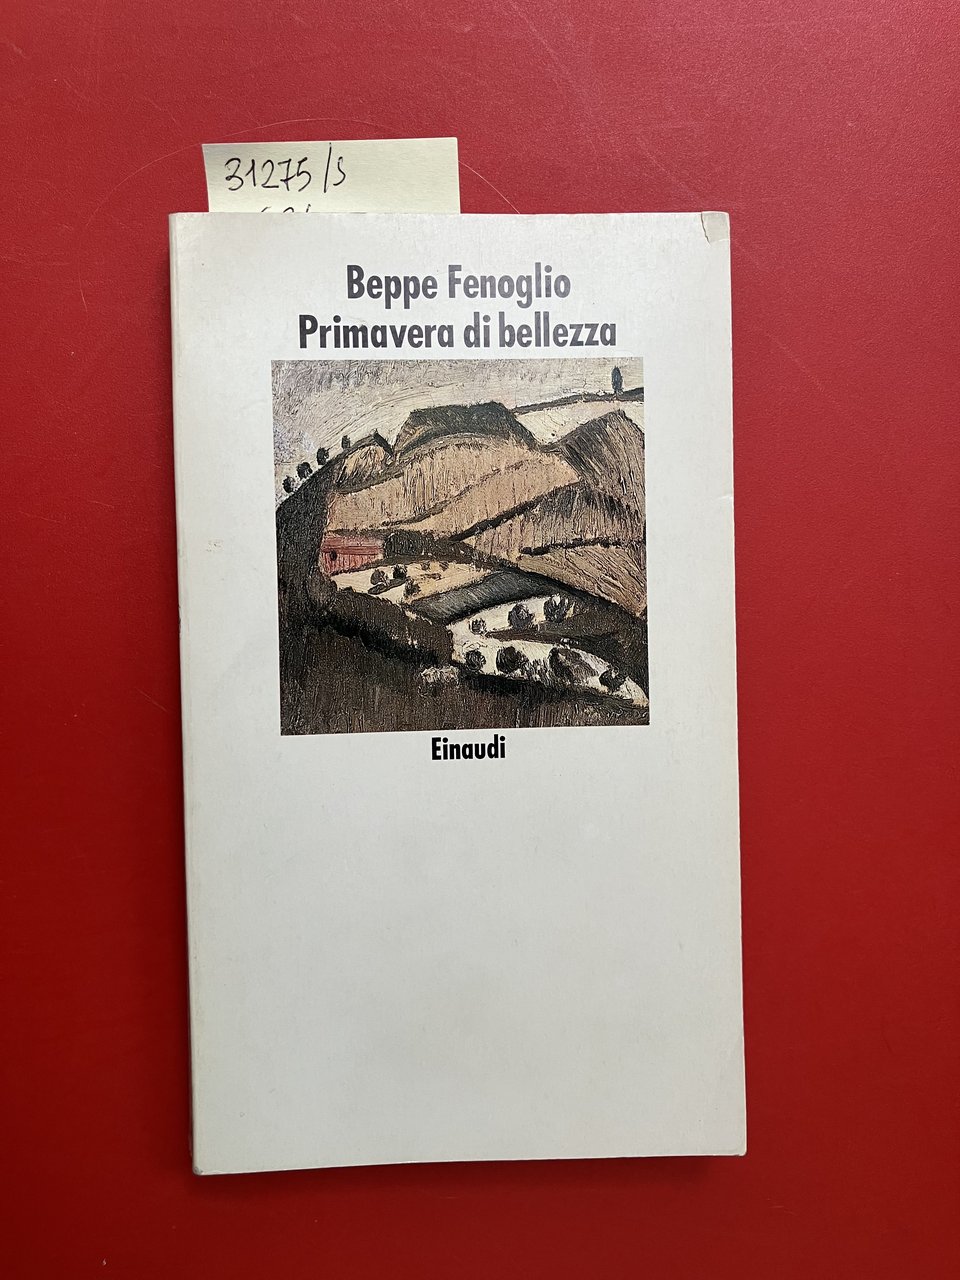 31275/s
Beppe Fenoglio
Primavera di bellezza
Einaudi